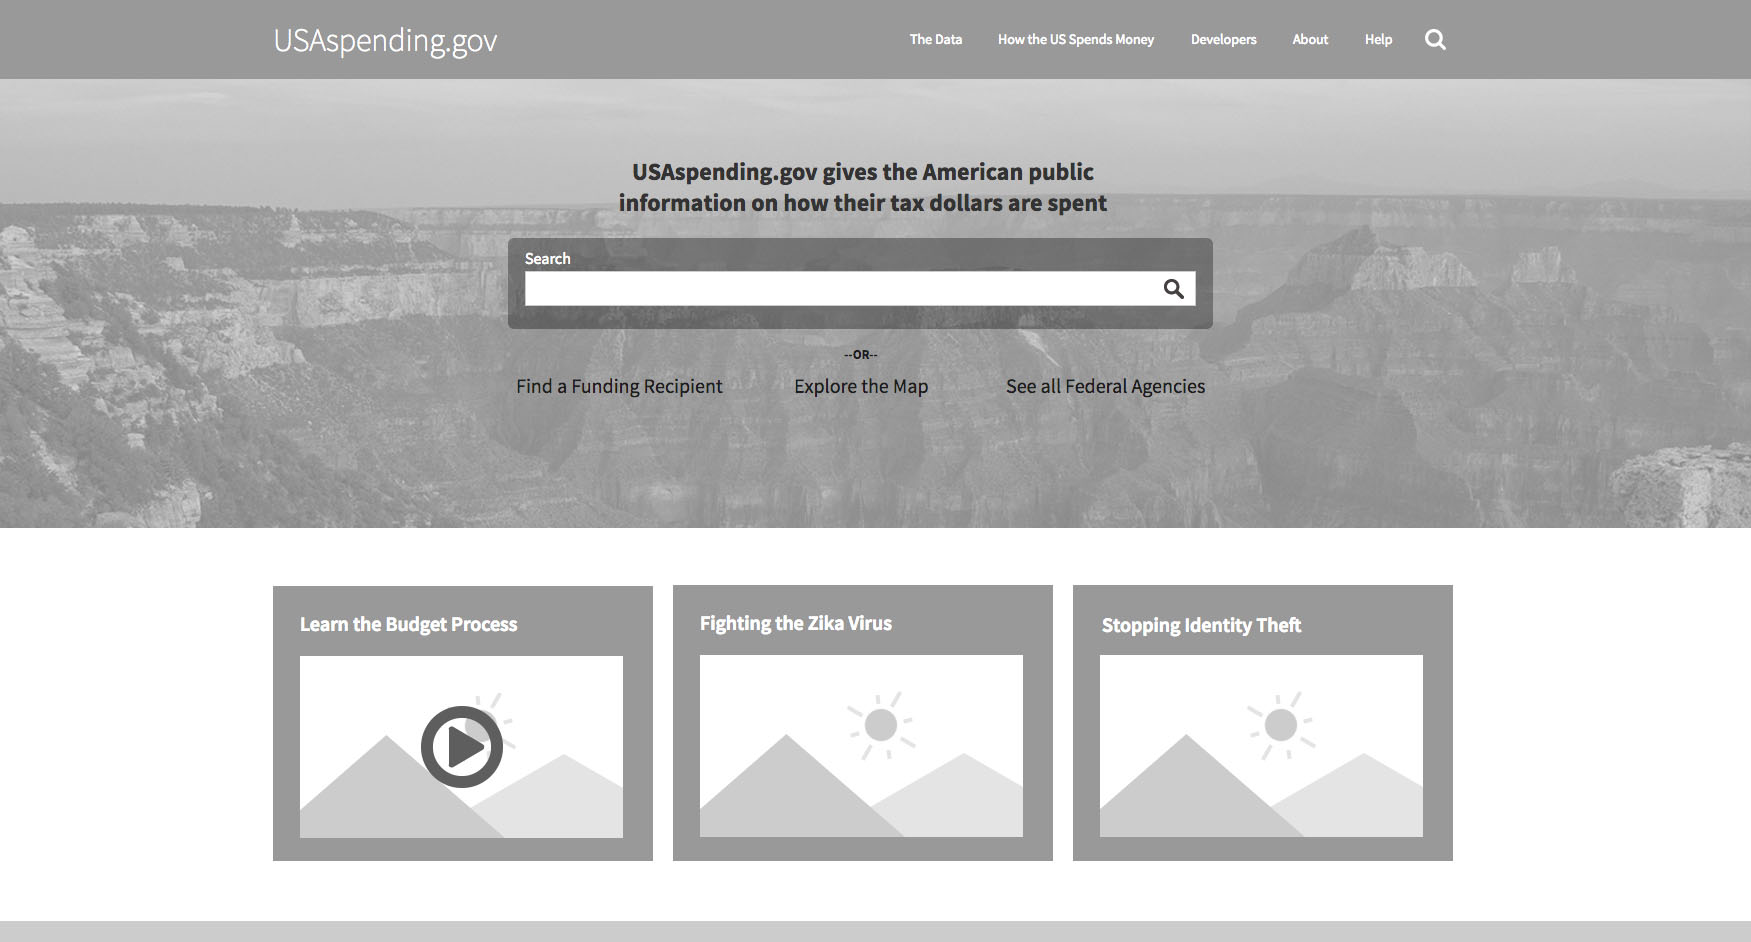 USAspending.gov
The Data
How the US Spends Money
Developers
About
Help
USAspending.gov gives the American public
information on how their tax dollars are spent
Search
--OR--
Find a Funding Recipient
Explore the Map
See all Federal Agencies
Learn the Budget Process
Fighting the Zika Virus
Stopping Identity Theft